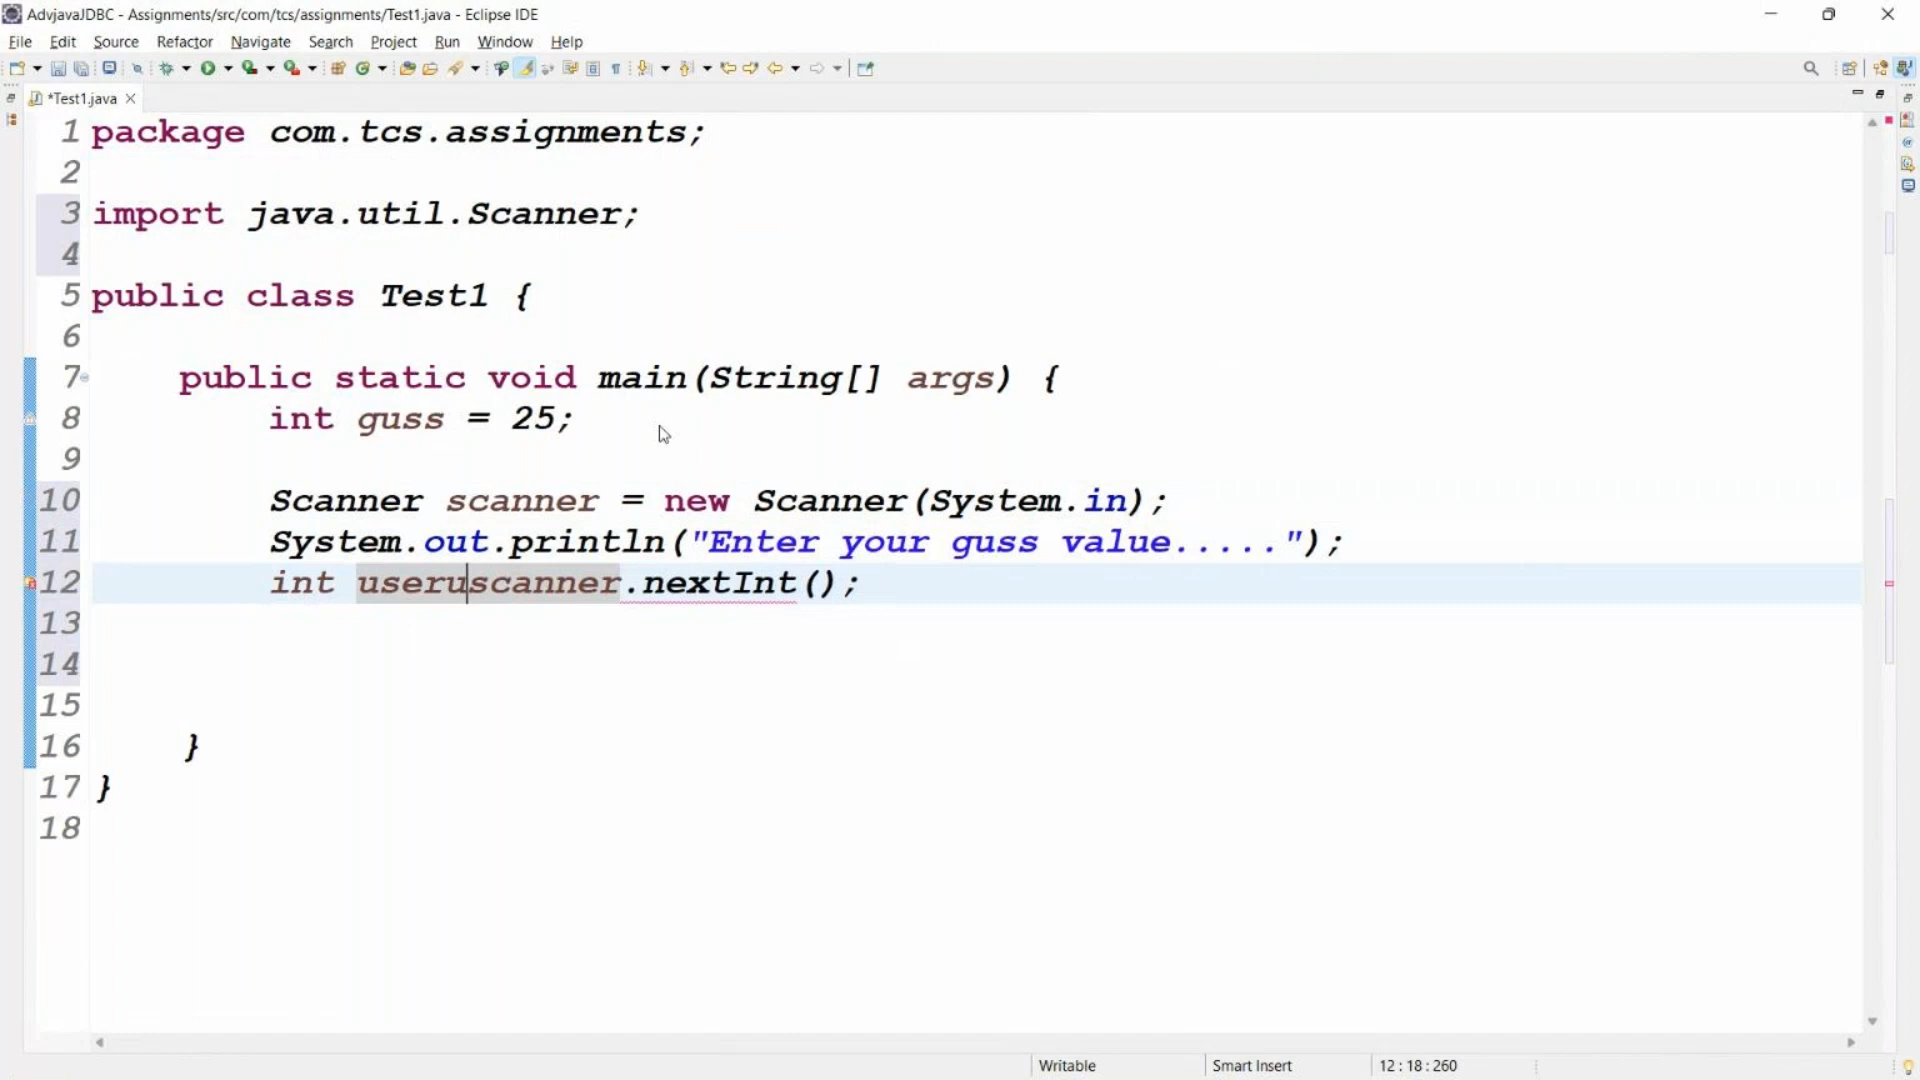 AdvjavaJDBC - Assignments/src/com/tcs/assignments/Test1.java - Eclipse IDE
File Edit Source Refactor Navigate Search Project Run Window Help
*Test1.java
1 package com.tcs.assignments;
2
3 import java.util.Scanner;
4
5 public class Test1 {
6
7 public static void main(String[] args) {
8 int guss = 25;
9
10 Scanner scanner = new Scanner(System.in);
11 System.out.println("Enter your guss value.....");
12 int useruscanner.nextInt();
13
14
15
16 }
17 }
18
Writable Smart Insert 12 : 18 : 260